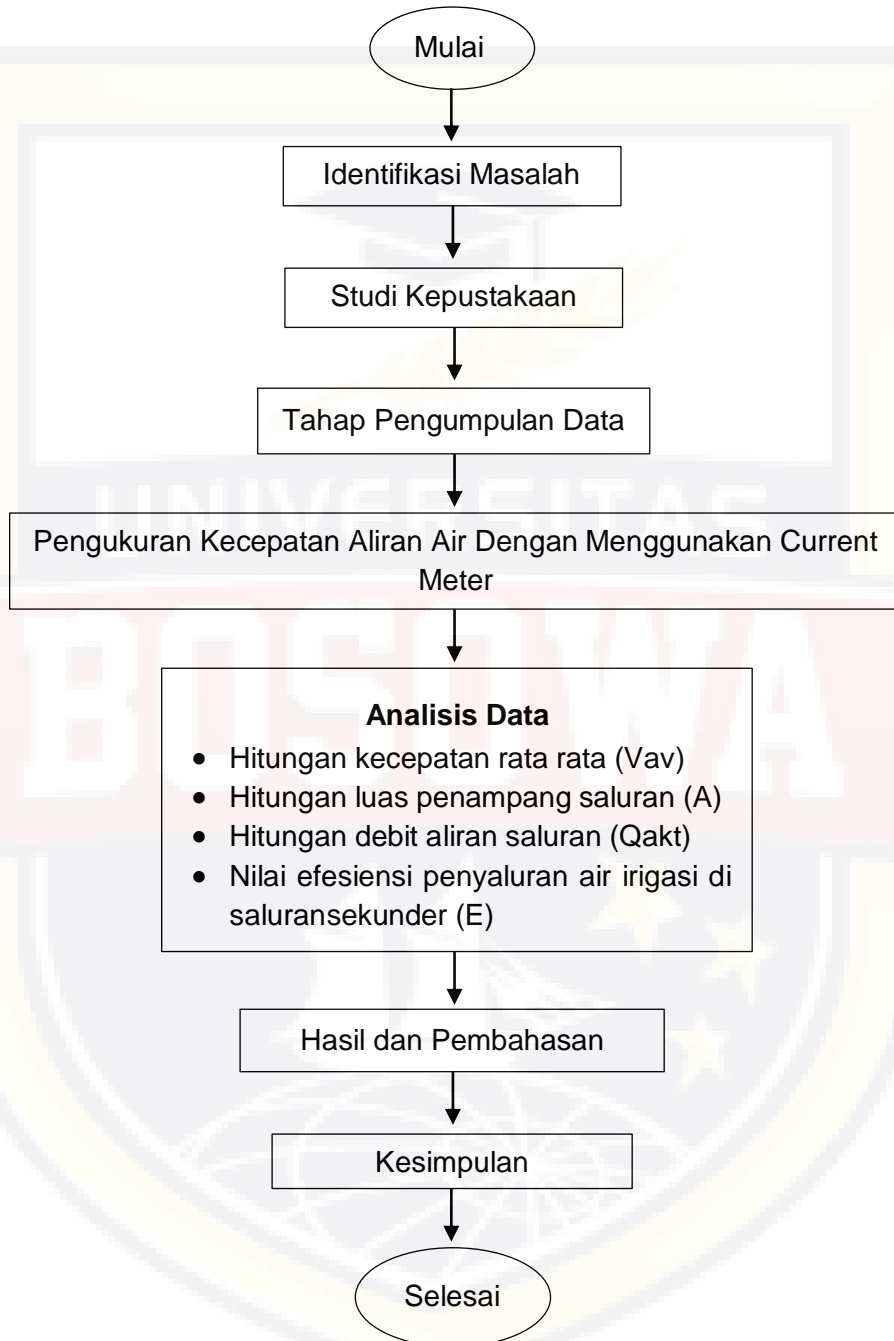 Mulai
Identifikasi Masalah
Studi Kepustakaan
Tahap Pengumpulan Data
UNIVERSITAS
Pengukuran Kecepatan Aliran Air Dengan Menggunakan Current
Meter
BOSOWA
Analisis Data
• Hitungan kecepatan rata rata (Vav)
• Hitungan luas penampang saluran (A)
• Hitungan debit aliran saluran (Qakt)
• Nilai efesiensi penyaluran air irigasi di
saluransekunder (E)
Hasil dan Pembahasan
Kesimpulan
Selesai